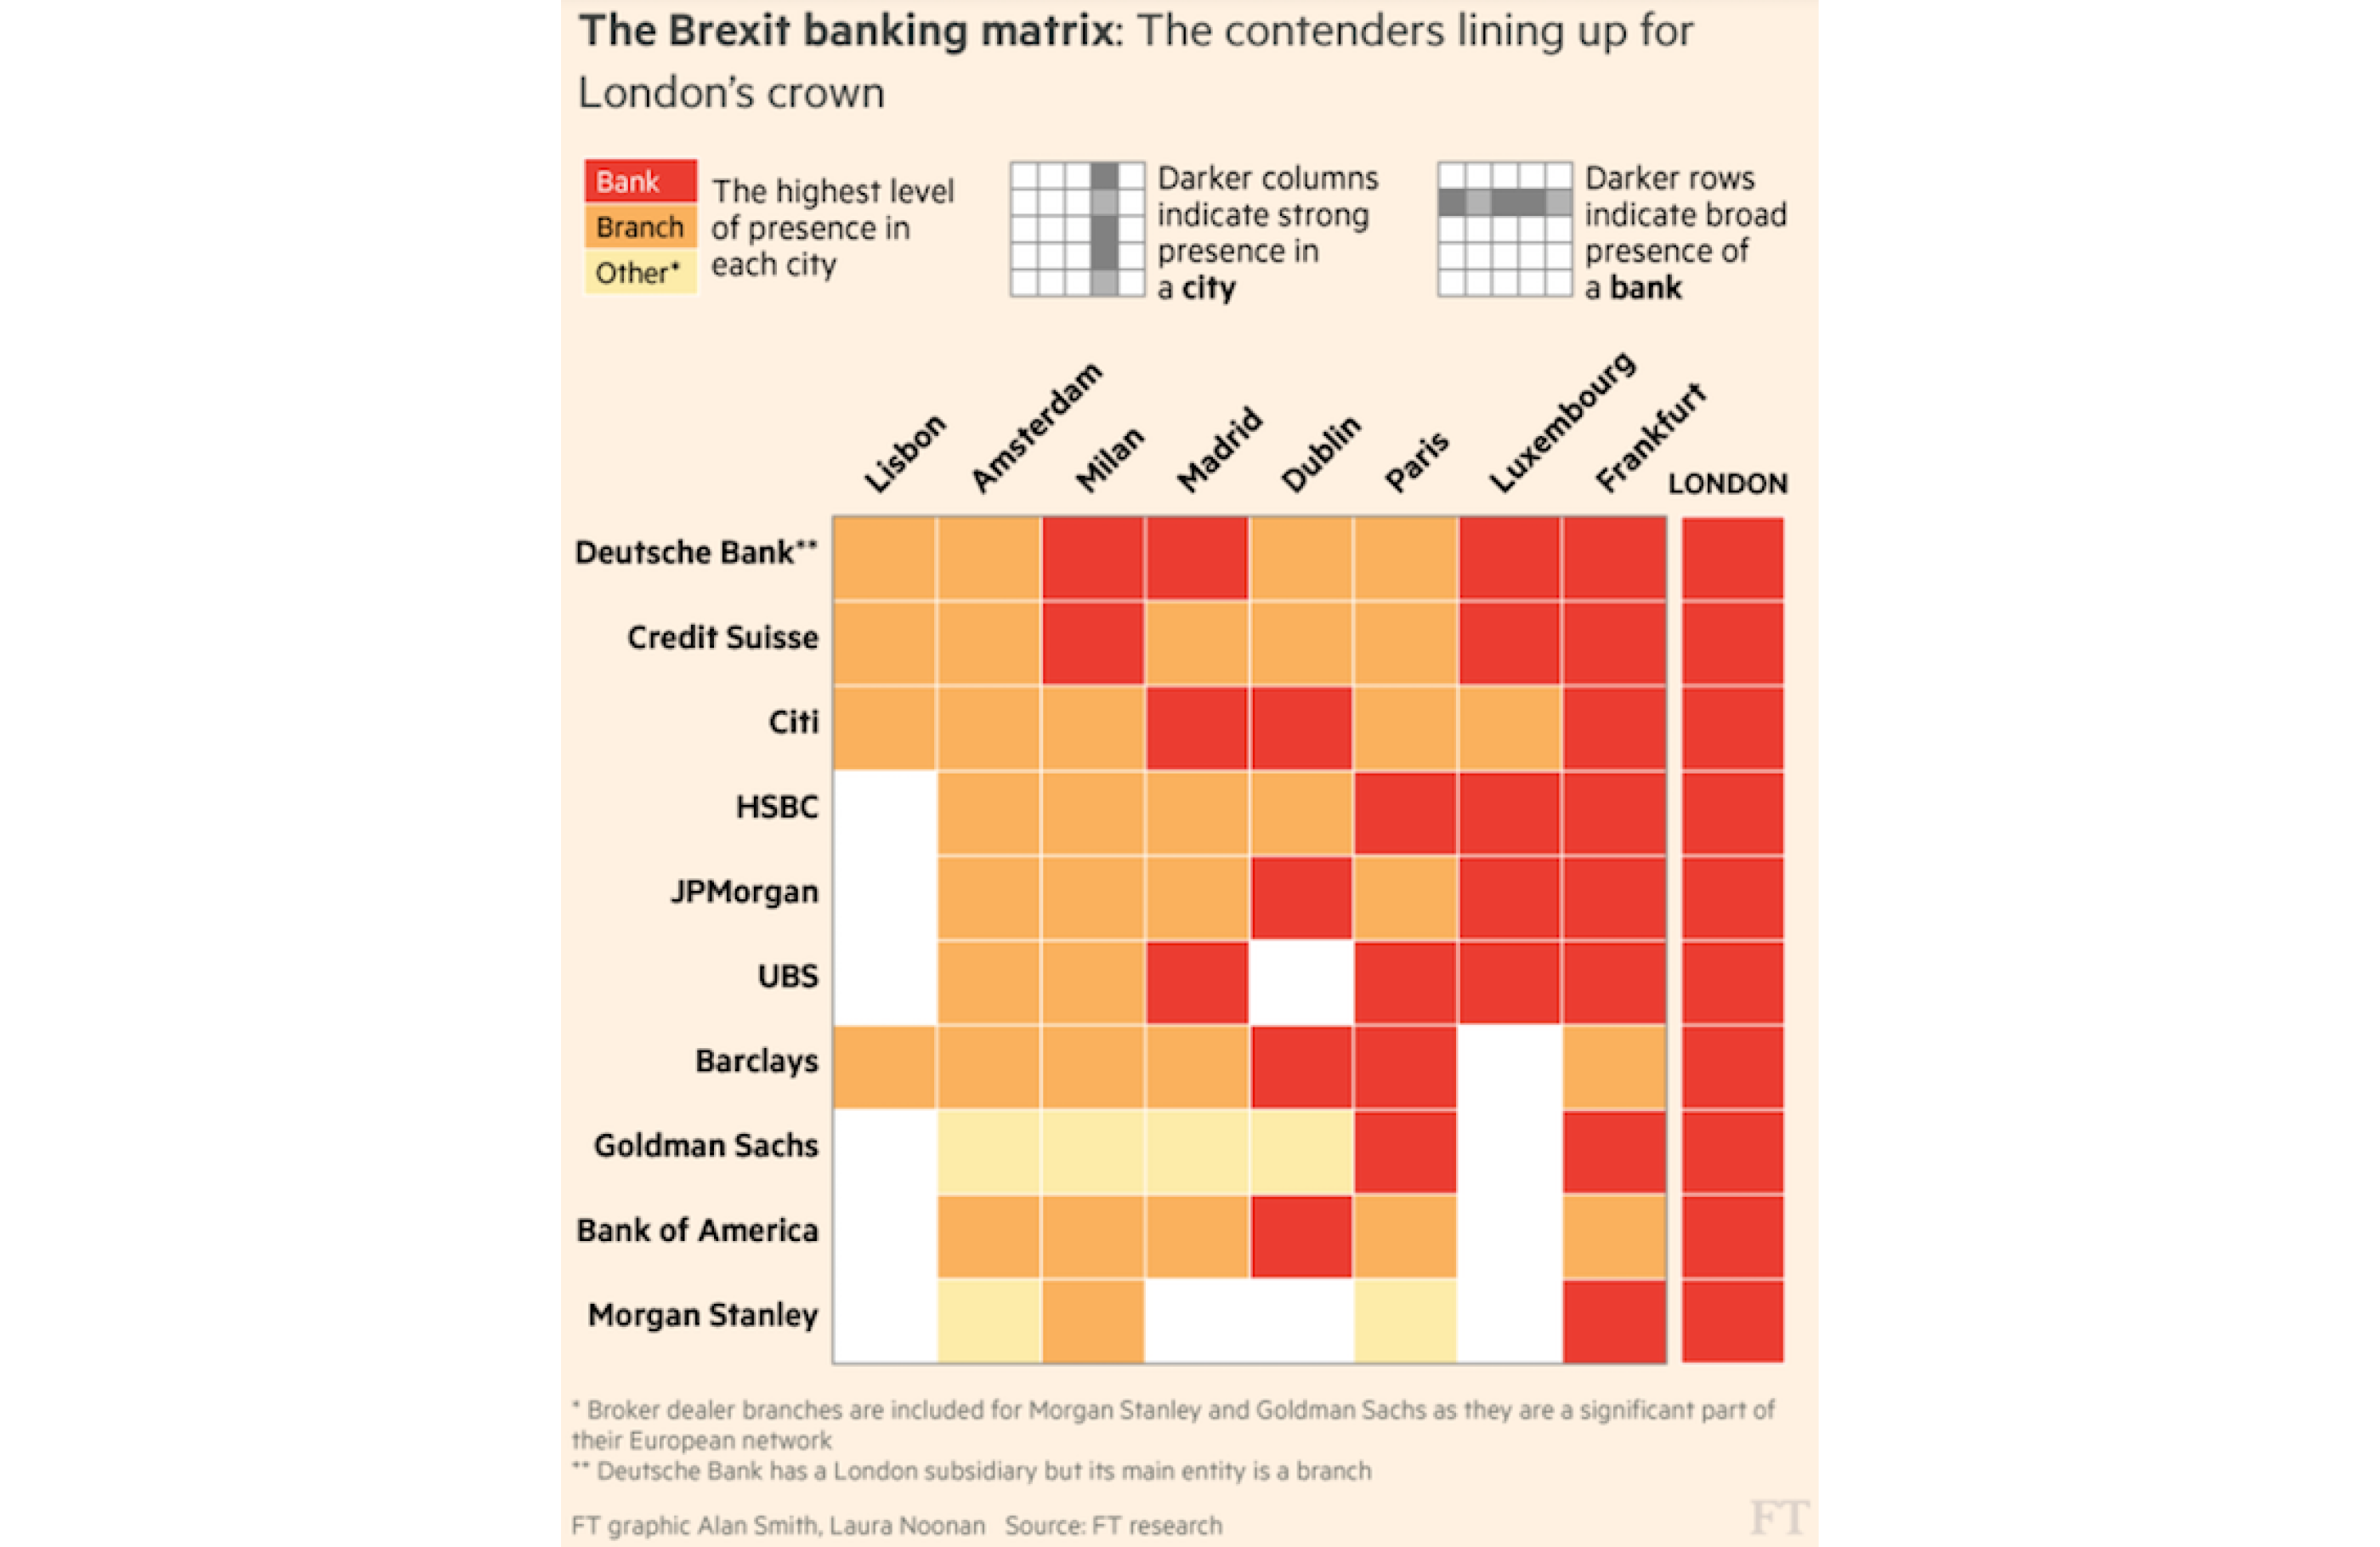 The Brexit banking matrix: The contenders lining up for
London's crown
Bank
Branch
Other*
The highest level
of presence in
each city
Darker columns
indicate strong
presence in
a city
Darker rows
indicate broad
presence of
a bank
Lisbon
Amsterdam
Milan
Madrid
Dublin
Paris
Luxembourg
Frankfurt
LONDON
Deutsche Bank**
Credit Suisse
Citi
HSBC
JPMorgan
UBS
Barclays
Goldman Sachs
Bank of America
Morgan Stanley
* Broker dealer branches are included for Morgan Stanley and Goldman Sachs as they are a significant part of
their European network
** Deutsche Bank has a London subsidiary but its main entity is a branch
FT graphic Alan Smith, Laura Noonan Source: FT research
FT